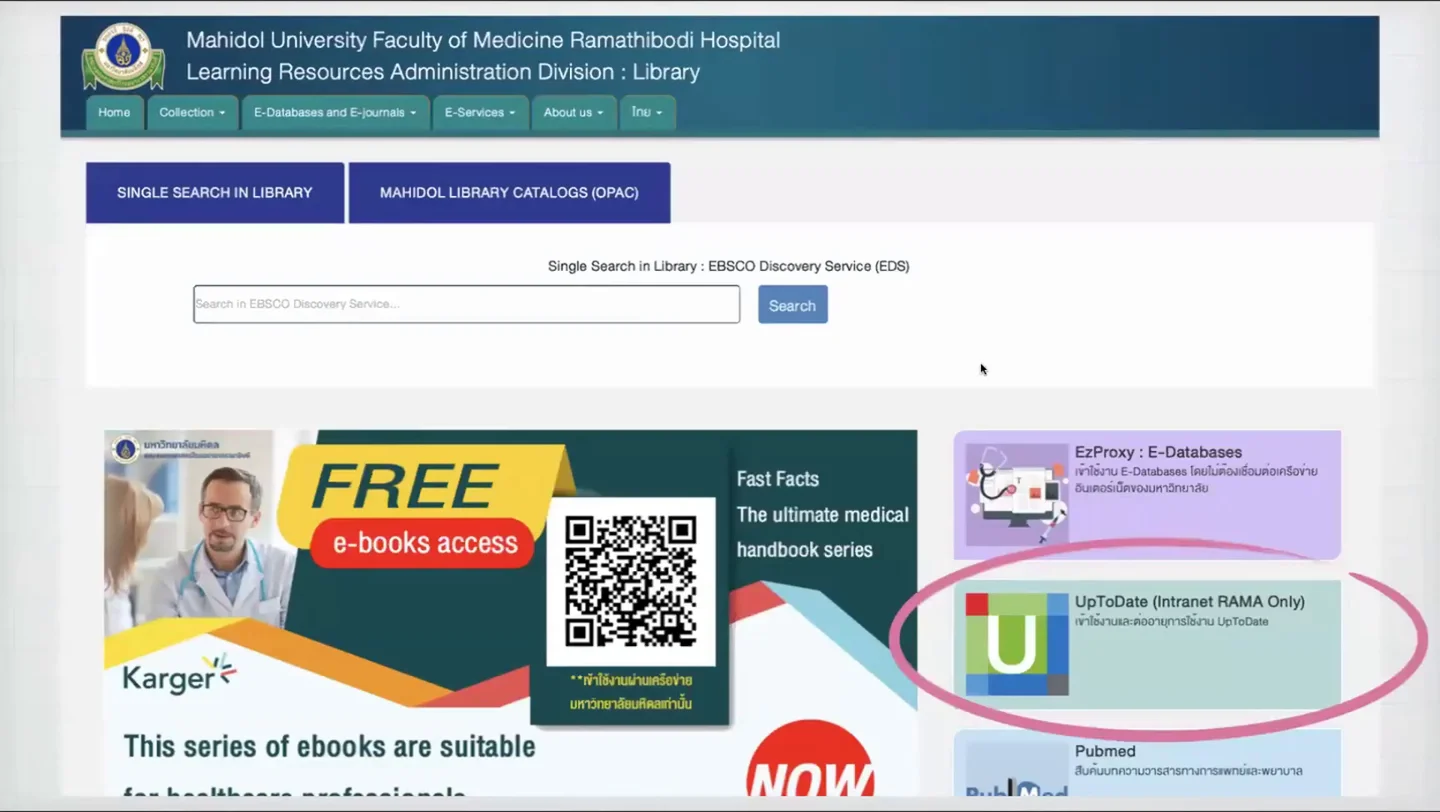 Mahidol University Faculty of Medicine Ramathibodi Hospital
Learning Resources Administration Division : Library
Home
Collection
E-Databases and E-journals
E-Services
About us
ไทย
SINGLE SEARCH IN LIBRARY
MAHIDOL LIBRARY CATALOGS (OPAC)
Single Search in Library : EBSCO Discovery Service (EDS)
Search in EBSCO Discovery Service...
Search
มหาวิทยาลัยมหิดล
FREE
e-books access
Fast Facts
The ultimate medical
handbook series
**เข้าใช้งานผ่านเครือข่าย
มหาวิทยาลัยมหิดลเท่านั้น
Karger
This series of ebooks are suitable
for healthcare professionals
NOW
EzProxy : E-Databases
เข้าใช้งาน E-Databases โดยไม่ต้องเชื่อมต่อเครือข่าย
อินเตอร์เน็ตของมหาวิทยาลัย
U
UpToDate (Intranet RAMA Only)
เข้าใช้งานและต่ออายุการใช้งาน UpToDate
Pubmed
สืบค้นบทความวารสารทางการแพทย์และพยาบาล
PubMed